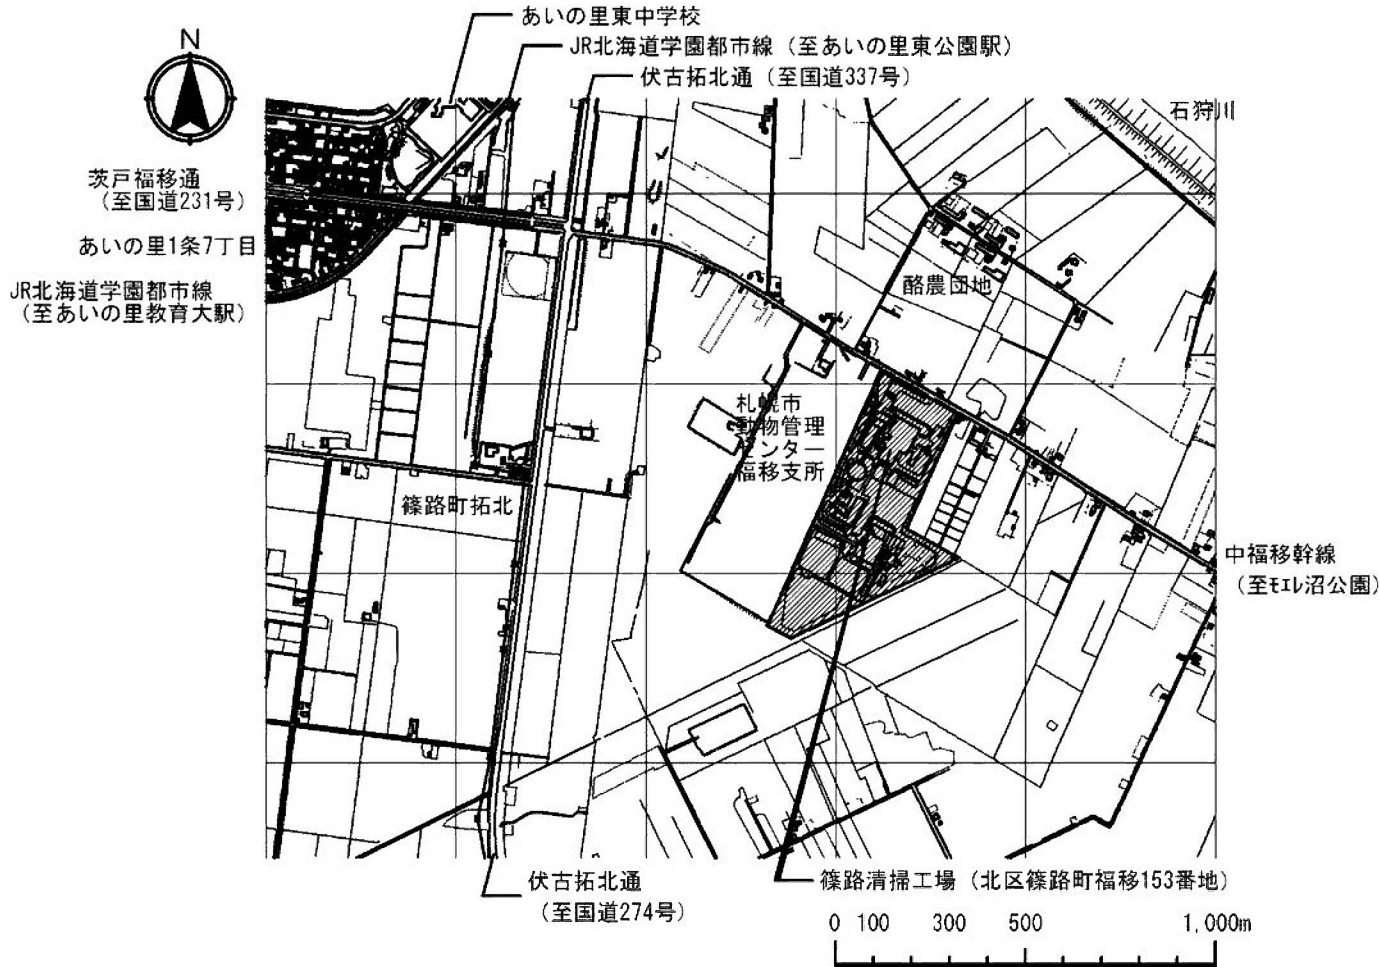 あいの里東中学校
N
JR北海道学園都市線（至あいの里東公園駅）
伏古拓北通（至国道337号）
石狩川
茨戸福移通
（至国道231号）
あいの里1条7丁目
JR北海道学園都市線
（至あいの里教育大駅）
酪農団地
札幌市
動物管理
センター
福移支所
篠路町拓北
中福移幹線
（至ﾓｴﾚ沼公園）
伏古拓北通
（至国道274号）
篠路清掃工場（北区篠路町福移153番地）
0 100 300 500 1,000m